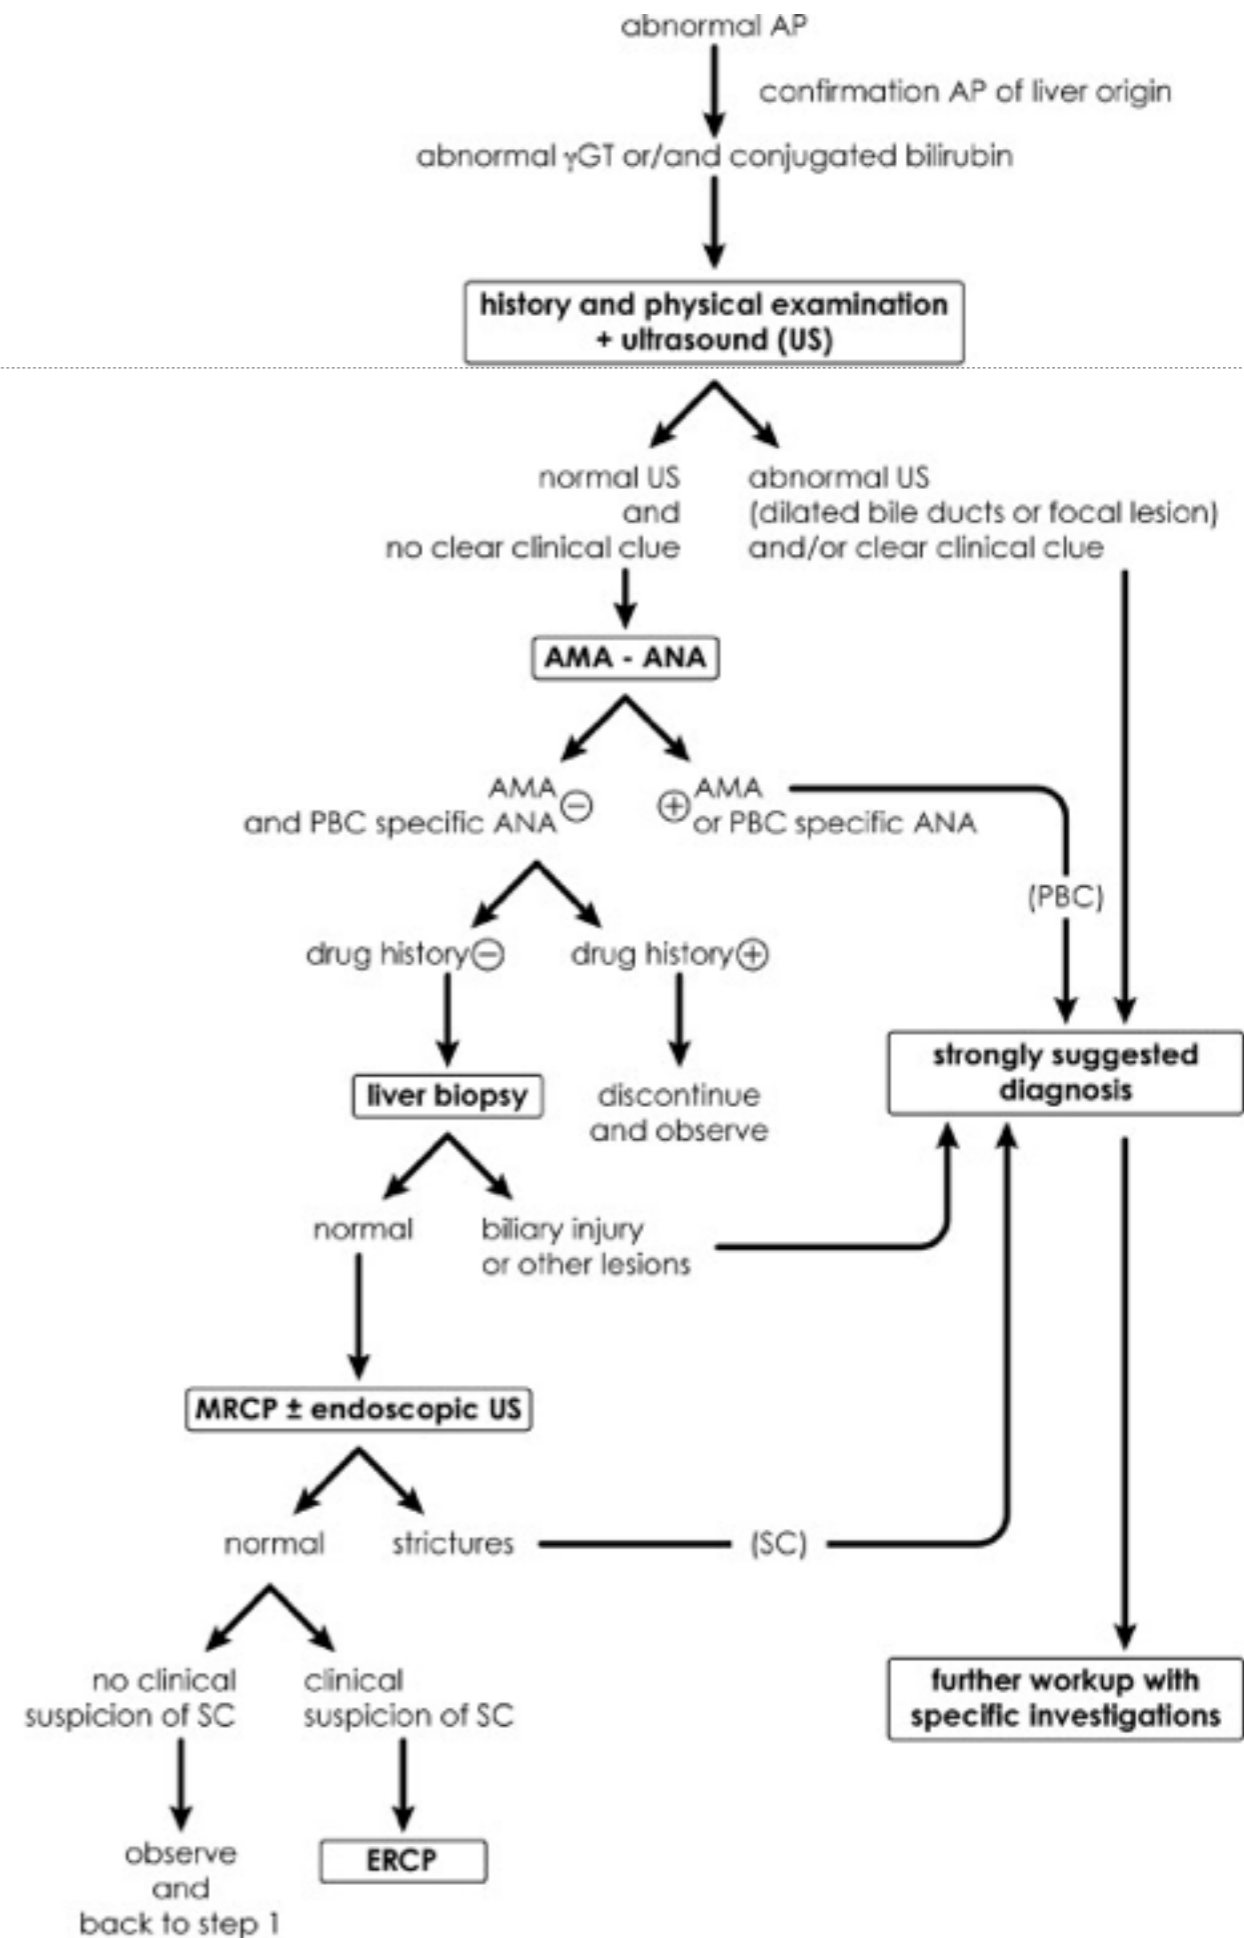 abnormal AP
confirmation AP of liver origin
abnormal γGT or/and conjugated bilirubin
history and physical examination
+ ultrasound (US)
normal US
and
no clear clinical clue
abnormal US
(dilated bile ducts or focal lesion)
and/or clear clinical clue
AMA - ANA
AMA
and PBC specific ANA ⊖
⊕ AMA
or PBC specific ANA
(PBC)
drug history ⊖
drug history ⊕
liver biopsy
discontinue
and observe
strongly suggested
diagnosis
normal
biliary injury
or other lesions
MRCP ± endoscopic US
normal
strictures
(SC)
no clinical
suspicion of SC
clinical
suspicion of SC
further workup with
specific investigations
observe
and
back to step 1
ERCP